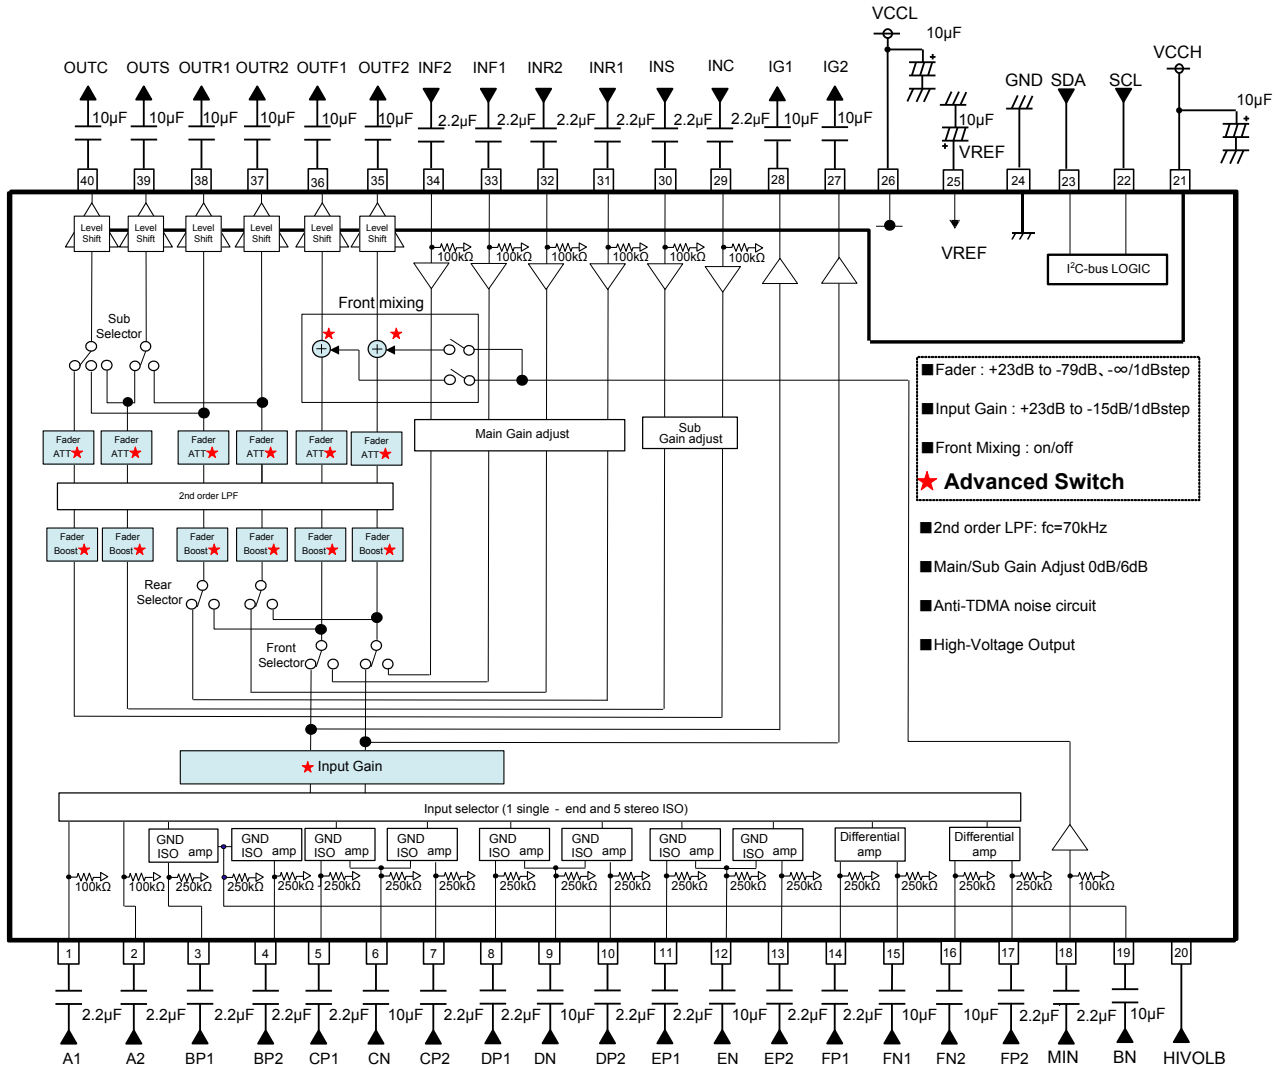 VCCL
10μF
VCCH
10μF
OUTC OUTS OUTR1 OUTR2 OUTF1 OUTF2 INF2 INF1 INR2 INR1 INS INC IG1 IG2
GND SDA SCL
10μF 10μF 10μF 10μF 10μF 10μF 2.2μF 2.2μF 2.2μF 2.2μF 2.2μF 2.2μF 10μF 10μF
10μF
VREF
40 39 38 37 36 35 34 33 32 31 30 29 28 27 26 25 24 23 22 21
Level Shift
Level Shift
Level Shift
Level Shift
Level Shift
Level Shift
100kΩ 100kΩ 100kΩ 100kΩ 100kΩ 100kΩ
VREF
I²C-bus LOGIC
Front mixing
Sub
Selector
■Fader : +23dB to -79dB、-∞/1dBstep
■Input Gain : +23dB to -15dB/1dBstep
■Front Mixing : on/off
★ Advanced Switch
■2nd order LPF: fc=70kHz
■Main/Sub Gain Adjust 0dB/6dB
■Anti-TDMA noise circuit
■High-Voltage Output
Main Gain adjust
Sub
Gain adjust
Fader ATT★
Fader ATT★
Fader ATT★
Fader ATT★
Fader ATT★
Fader ATT★
2nd order LPF
Fader Boost★
Fader Boost★
Fader Boost★
Fader Boost★
Fader Boost★
Fader Boost★
Rear
Selector
Front
Selector
★ Input Gain
Input selector (1 single - end and 5 stereo ISO)
GND ISO amp
GND ISO amp
GND ISO amp
GND ISO amp
GND ISO amp
GND ISO amp
GND ISO amp
GND ISO amp
Differential amp
Differential amp
100kΩ 100kΩ 250kΩ 250kΩ 250kΩ 250kΩ 250kΩ 250kΩ 250kΩ 250kΩ 250kΩ 250kΩ 250kΩ 250kΩ 250kΩ 250kΩ 250kΩ 100kΩ
1 2 3 4 5 6 7 8 9 10 11 12 13 14 15 16 17 18 19 20
2.2μF 2.2μF 2.2μF 2.2μF 2.2μF 10μF 2.2μF 2.2μF 10μF 2.2μF 2.2μF 10μF 2.2μF 2.2μF 10μF 10μF 2.2μF 2.2μF 10μF
A1 A2 BP1 BP2 CP1 CN CP2 DP1 DN DP2 EP1 EN EP2 FP1 FN1 FN2 FP2 MIN BN HIVOLB